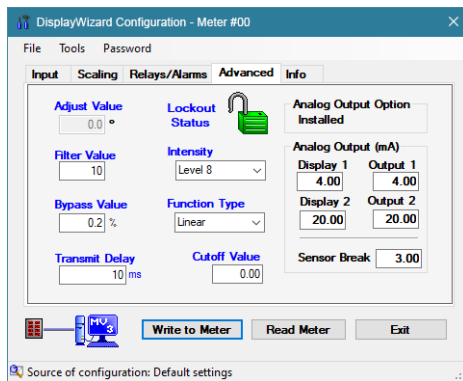 DisplayWizard Configuration - Meter #00
File Tools Password
Input Scaling Relays/Alarms Advanced Info
Adjust Value
0.0 °
Lockout Status
Analog Output Option
Installed
Filter Value
10
Intensity
Level 8
Analog Output (mA)
Display 1 Output 1
4.00 4.00
Bypass Value
0.2 %
Function Type
Linear
Display 2 Output 2
20.00 20.00
Transmit Delay
10 ms
Cutoff Value
0.00
Sensor Break 3.00
MV3
Write to Meter Read Meter Exit
Source of configuration: Default settings